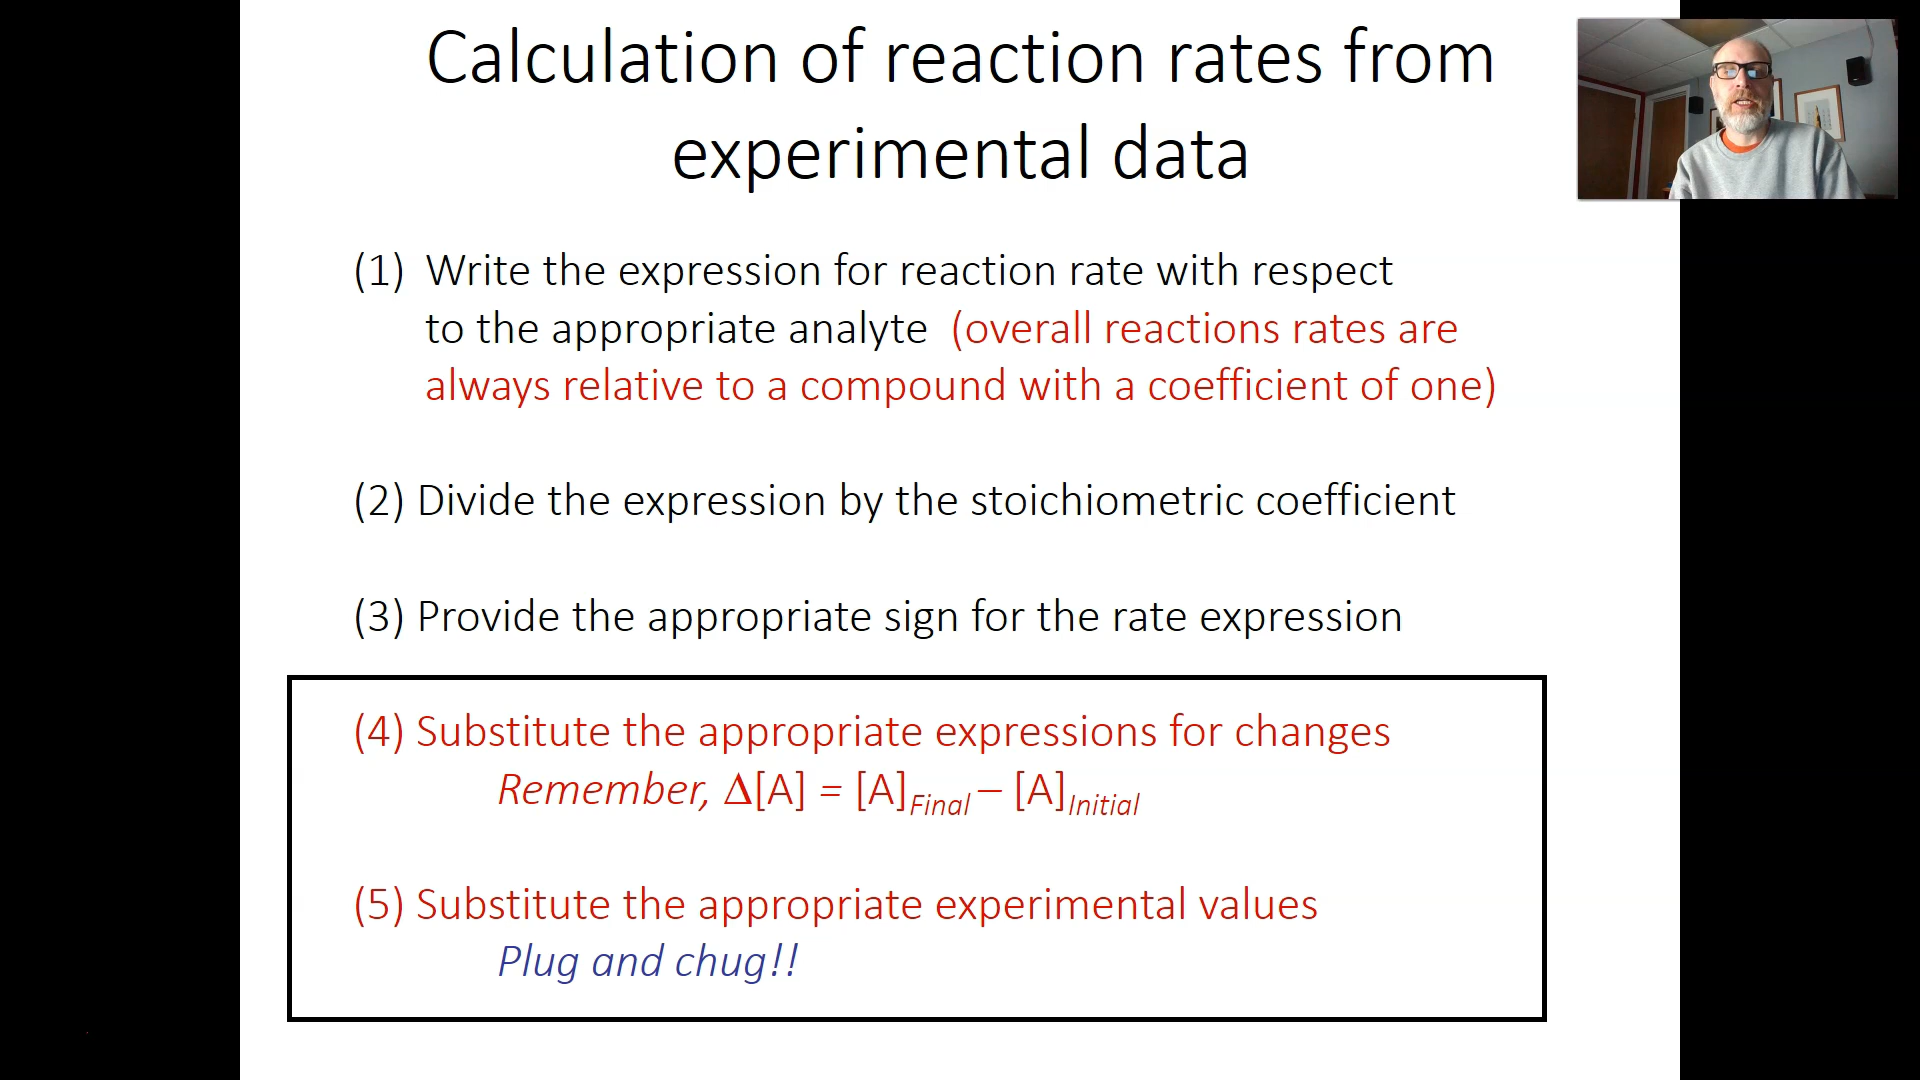 Calculation of reaction rates from
experimental data
(1) Write the expression for reaction rate with respect
to the appropriate analyte (overall reactions rates are
always relative to a compound with a coefficient of one)
(2) Divide the expression by the stoichiometric coefficient
(3) Provide the appropriate sign for the rate expression
(4) Substitute the appropriate expressions for changes
Remember, Δ[A] = [A]Final – [A]Initial
(5) Substitute the appropriate experimental values
Plug and chug!!